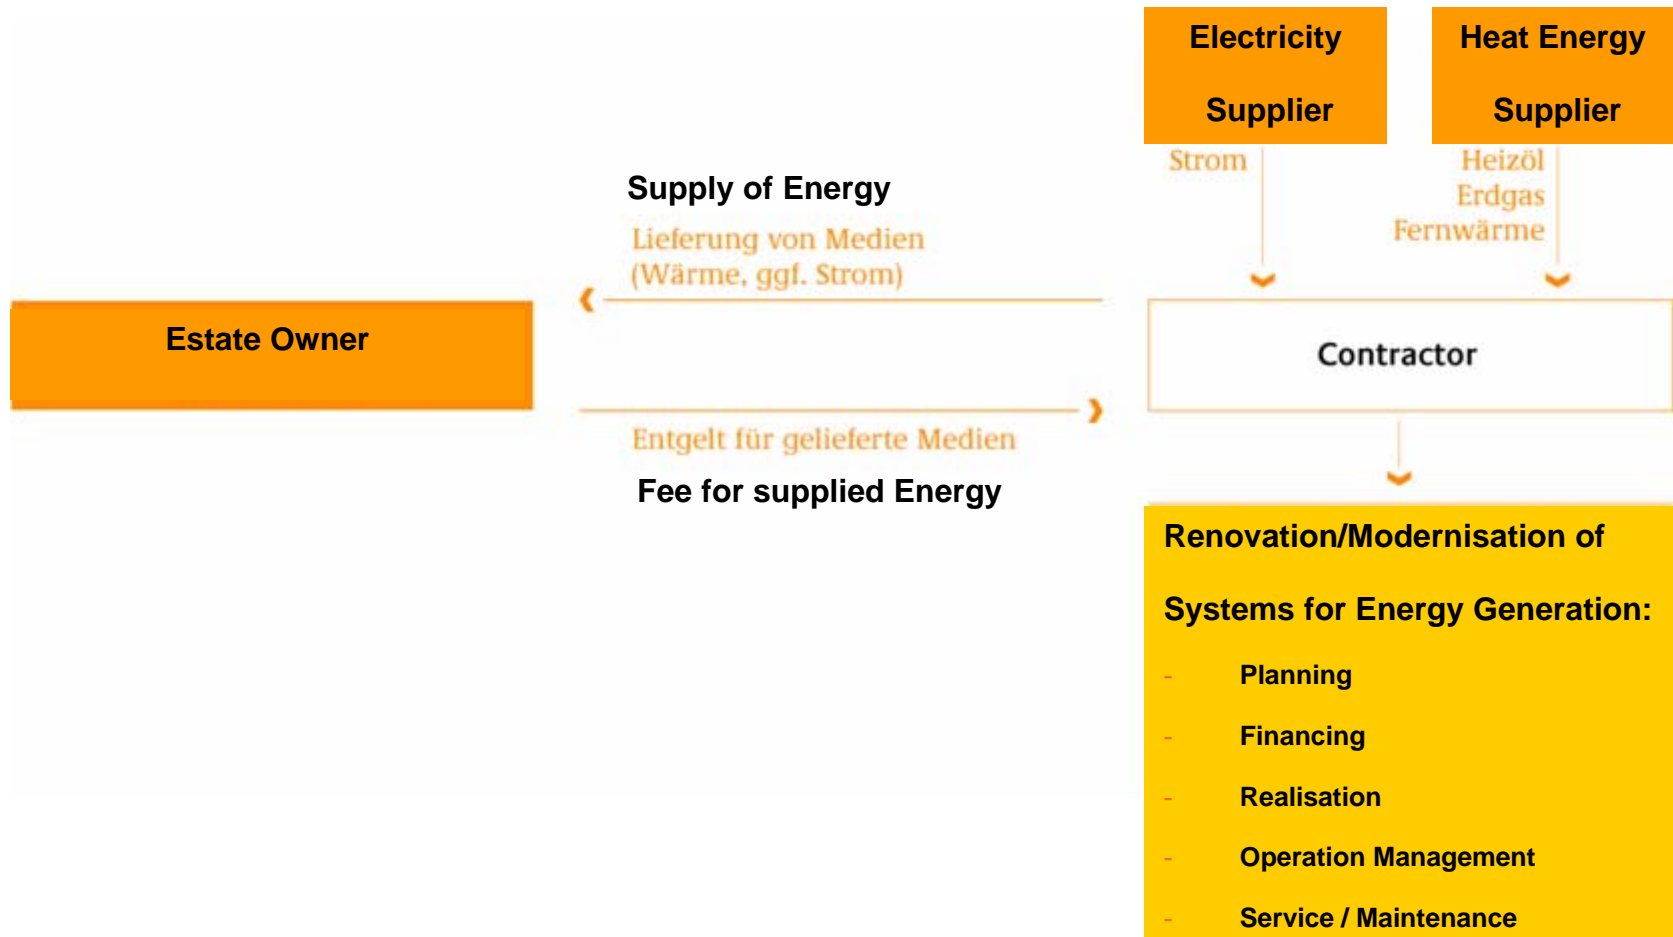 Electricity
Supplier
Heat Energy
Supplier
Strom
Heizöl
Erdgas
Fernwärme
Supply of Energy
Lieferung von Medien
(Wärme, ggf. Strom)
Estate Owner
Contractor
Entgelt für gelieferte Medien
Fee for supplied Energy
Renovation/Modernisation of
Systems for Energy Generation:
- Planning
- Financing
- Realisation
- Operation Management
- Service / Maintenance